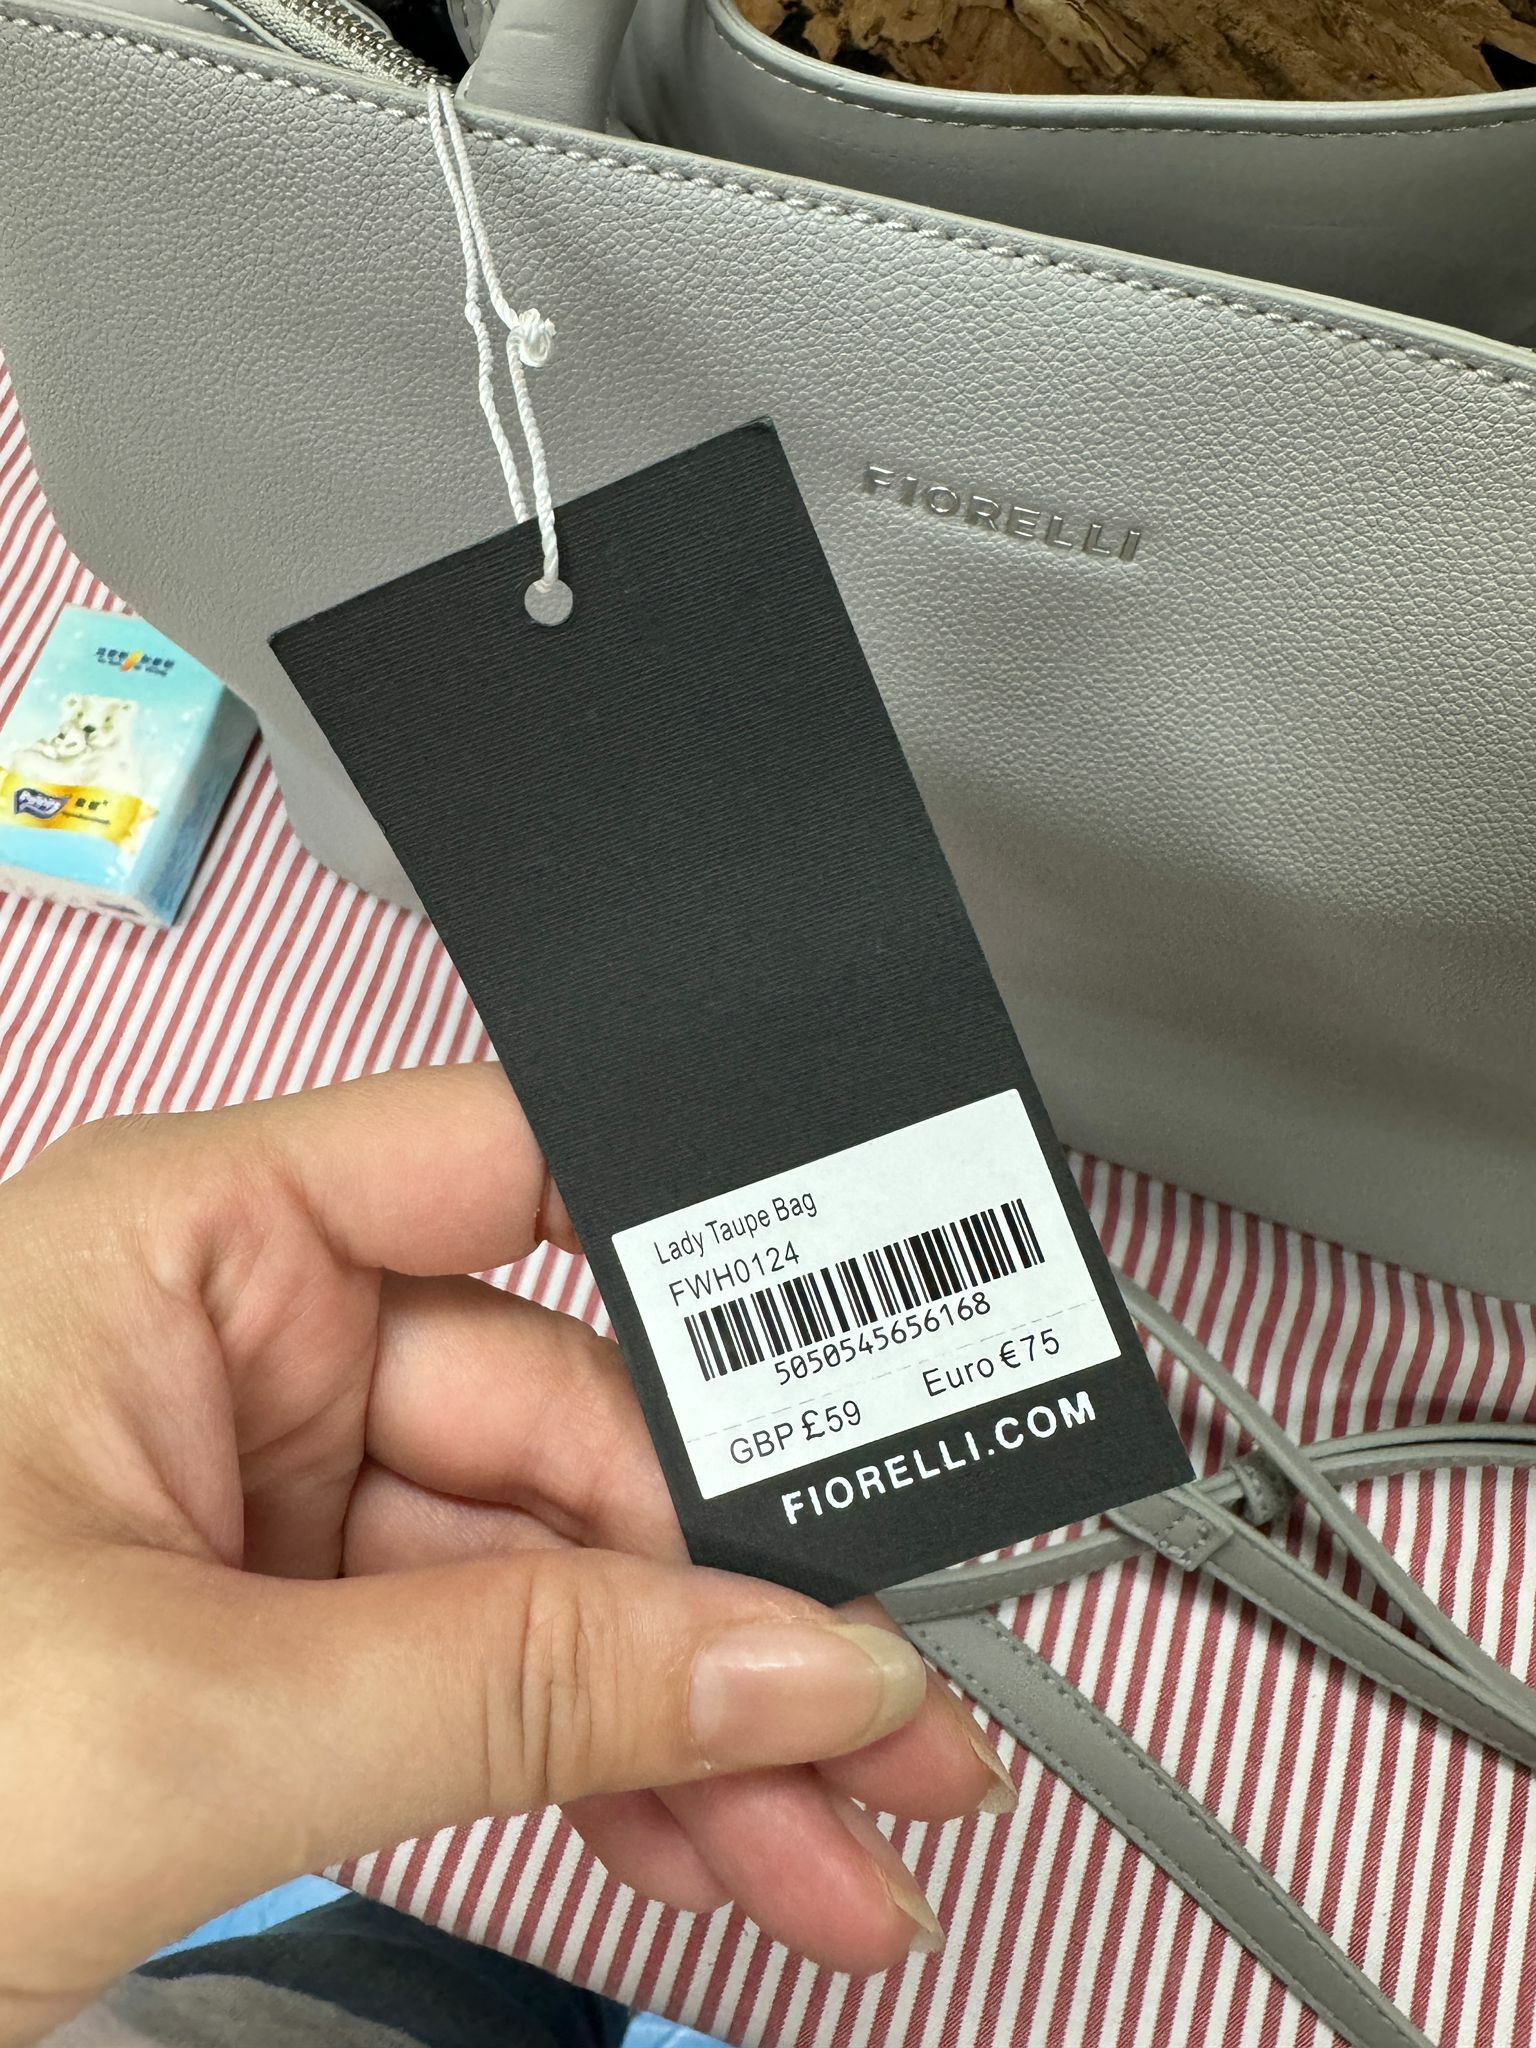 FIORELLI
Lady Taupe Bag
FWH0124
5050545656168
GBP £59
Euro €75
FIORELLI.COM